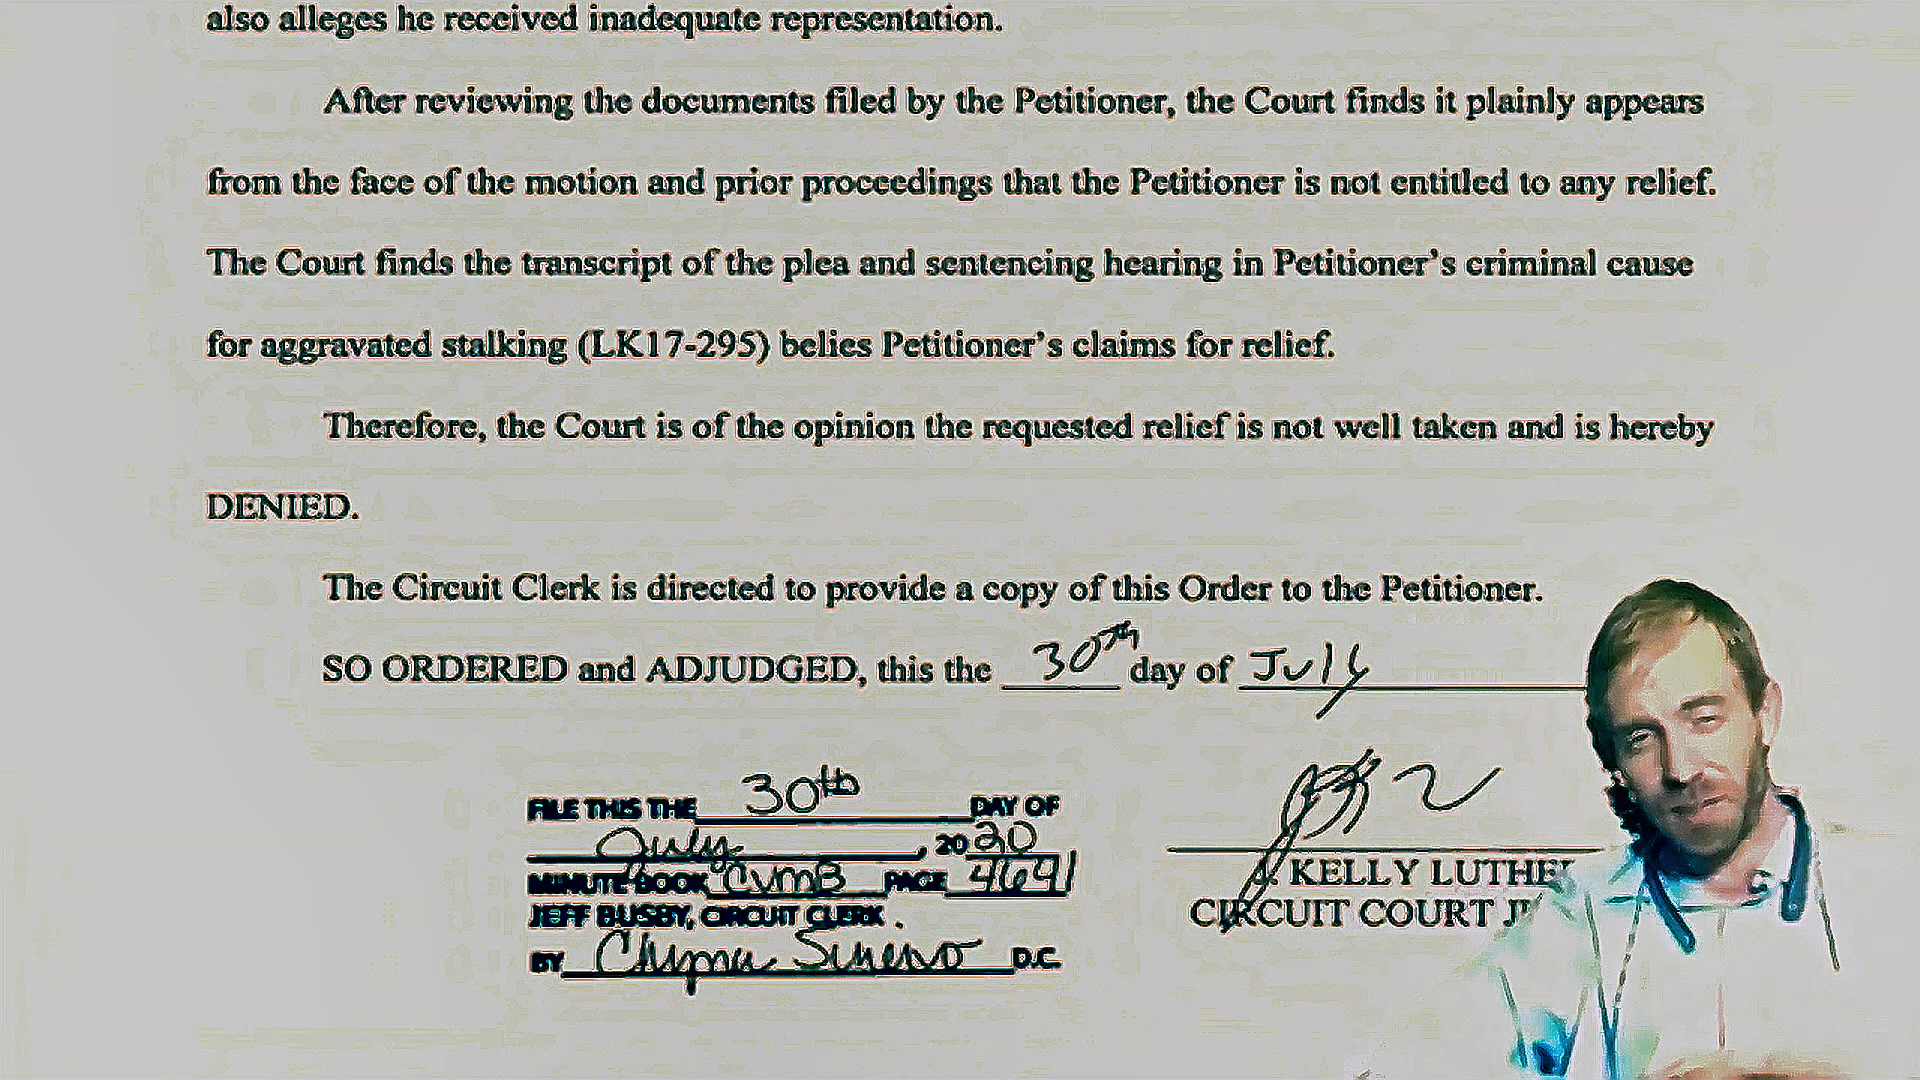 also alleges he received inadequate representation.
After reviewing the documents filed by the Petitioner, the Court finds it plainly appears
from the face of the motion and prior proceedings that the Petitioner is not entitled to any relief.
The Court finds the transcript of the plea and sentencing hearing in Petitioner's criminal cause
for aggravated stalking (LK17-295) belies Petitioner's claims for relief.
Therefore, the Court is of the opinion the requested relief is not well taken and is hereby
DENIED.
The Circuit Clerk is directed to provide a copy of this Order to the Petitioner.
SO ORDERED and ADJUDGED, this the 30th day of July
FILE THIS THE 30th DAY OF
July, 2020
MINUTE BOOK CVMB PAGE 4691
JEFF BUSBY, CIRCUIT CLERK.
BY D.C.
KELLY LUTHE
CIRCUIT COURT